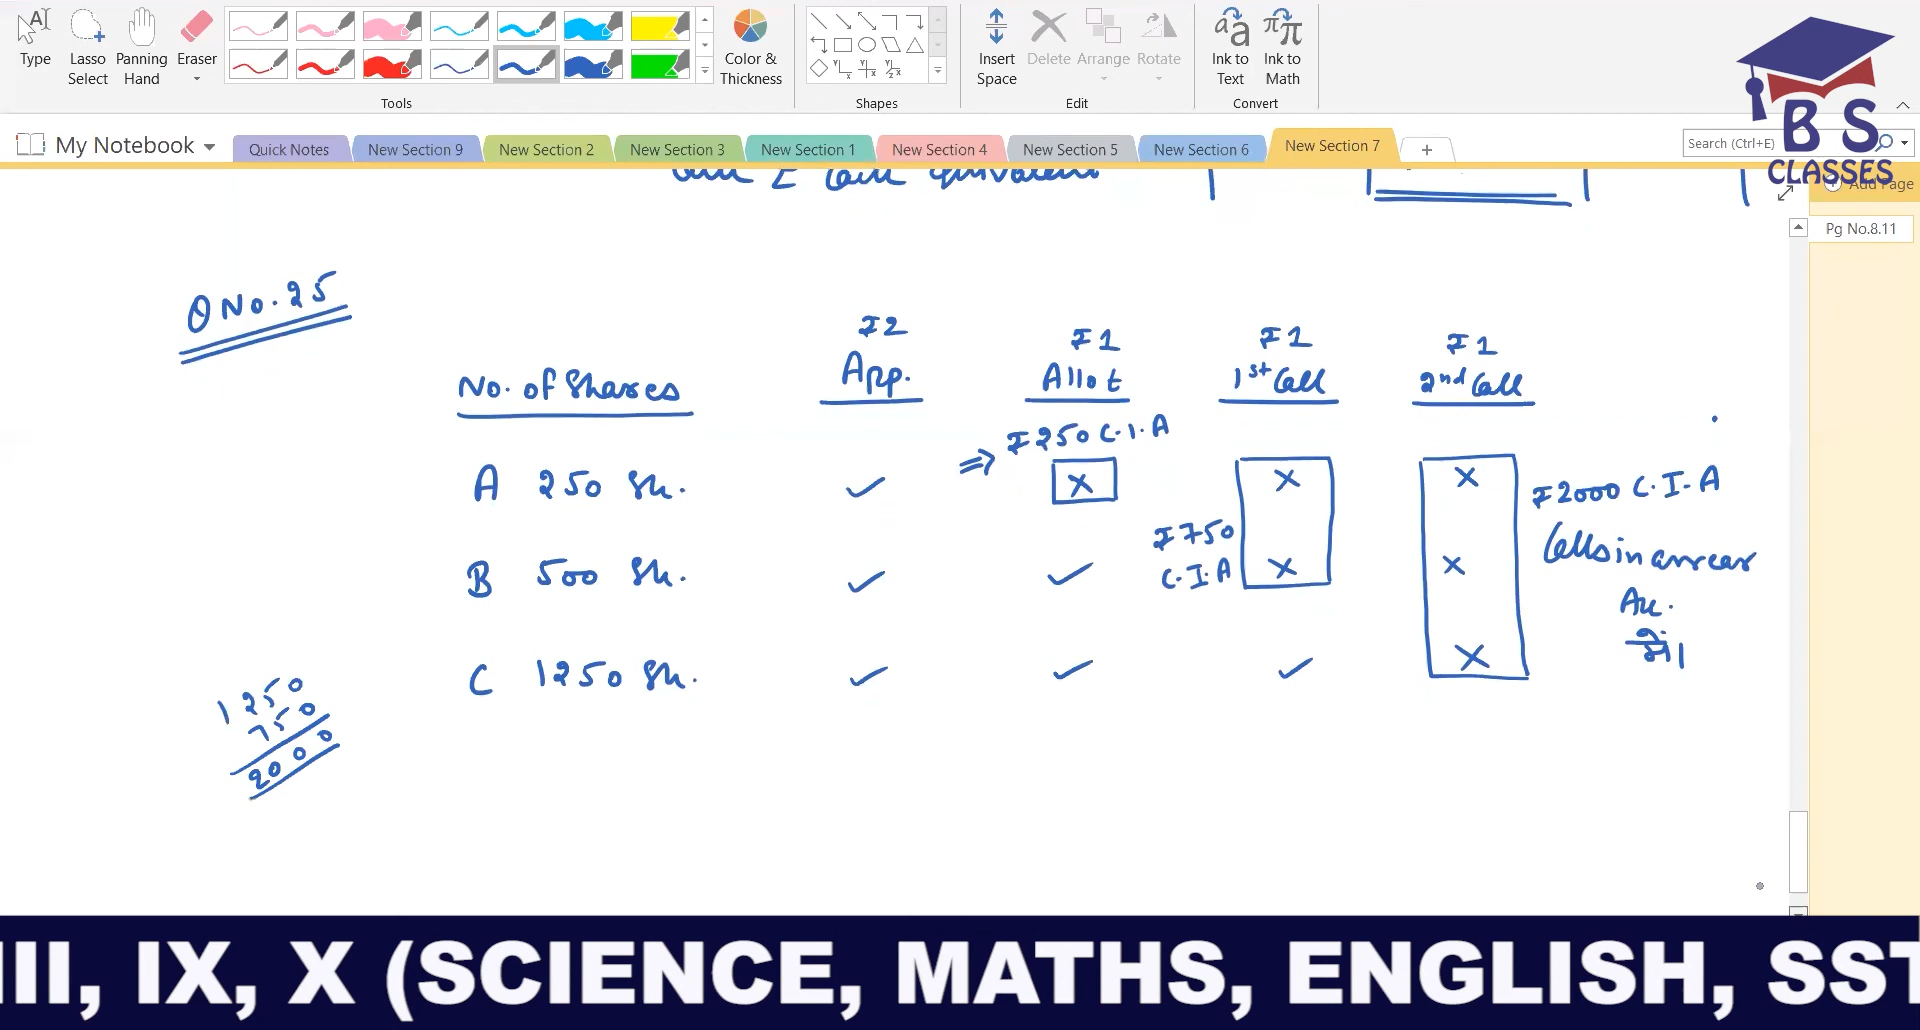 Type
Lasso Select
Panning Hand
Eraser
Color & Thickness
Insert Space
Delete
Arrange
Rotate
Ink to Text
Ink to Math
Tools
Shapes
Edit
Convert
B S
CLASSES
My Notebook
Quick Notes
New Section 9
New Section 2
New Section 3
New Section 1
New Section 4
New Section 5
New Section 6
New Section 7
Search (Ctrl+E)
Add Page
Pg No.8.11
Q No. 25
₹2 ₹1 ₹1 ₹1
No. of Shares App. Allot 1st Call 2nd Call
⇒ ₹250 C.I.A
A 250 Sh. ✓ X X X ₹2000 C.I.A
₹750 C.I.A
Calls in arrear
B 500 Sh. ✓ ✓ X X
C 1250 Sh. ✓ ✓ ✓ X
1250
750
2000
III, IX, X (SCIENCE, MATHS, ENGLISH, SST